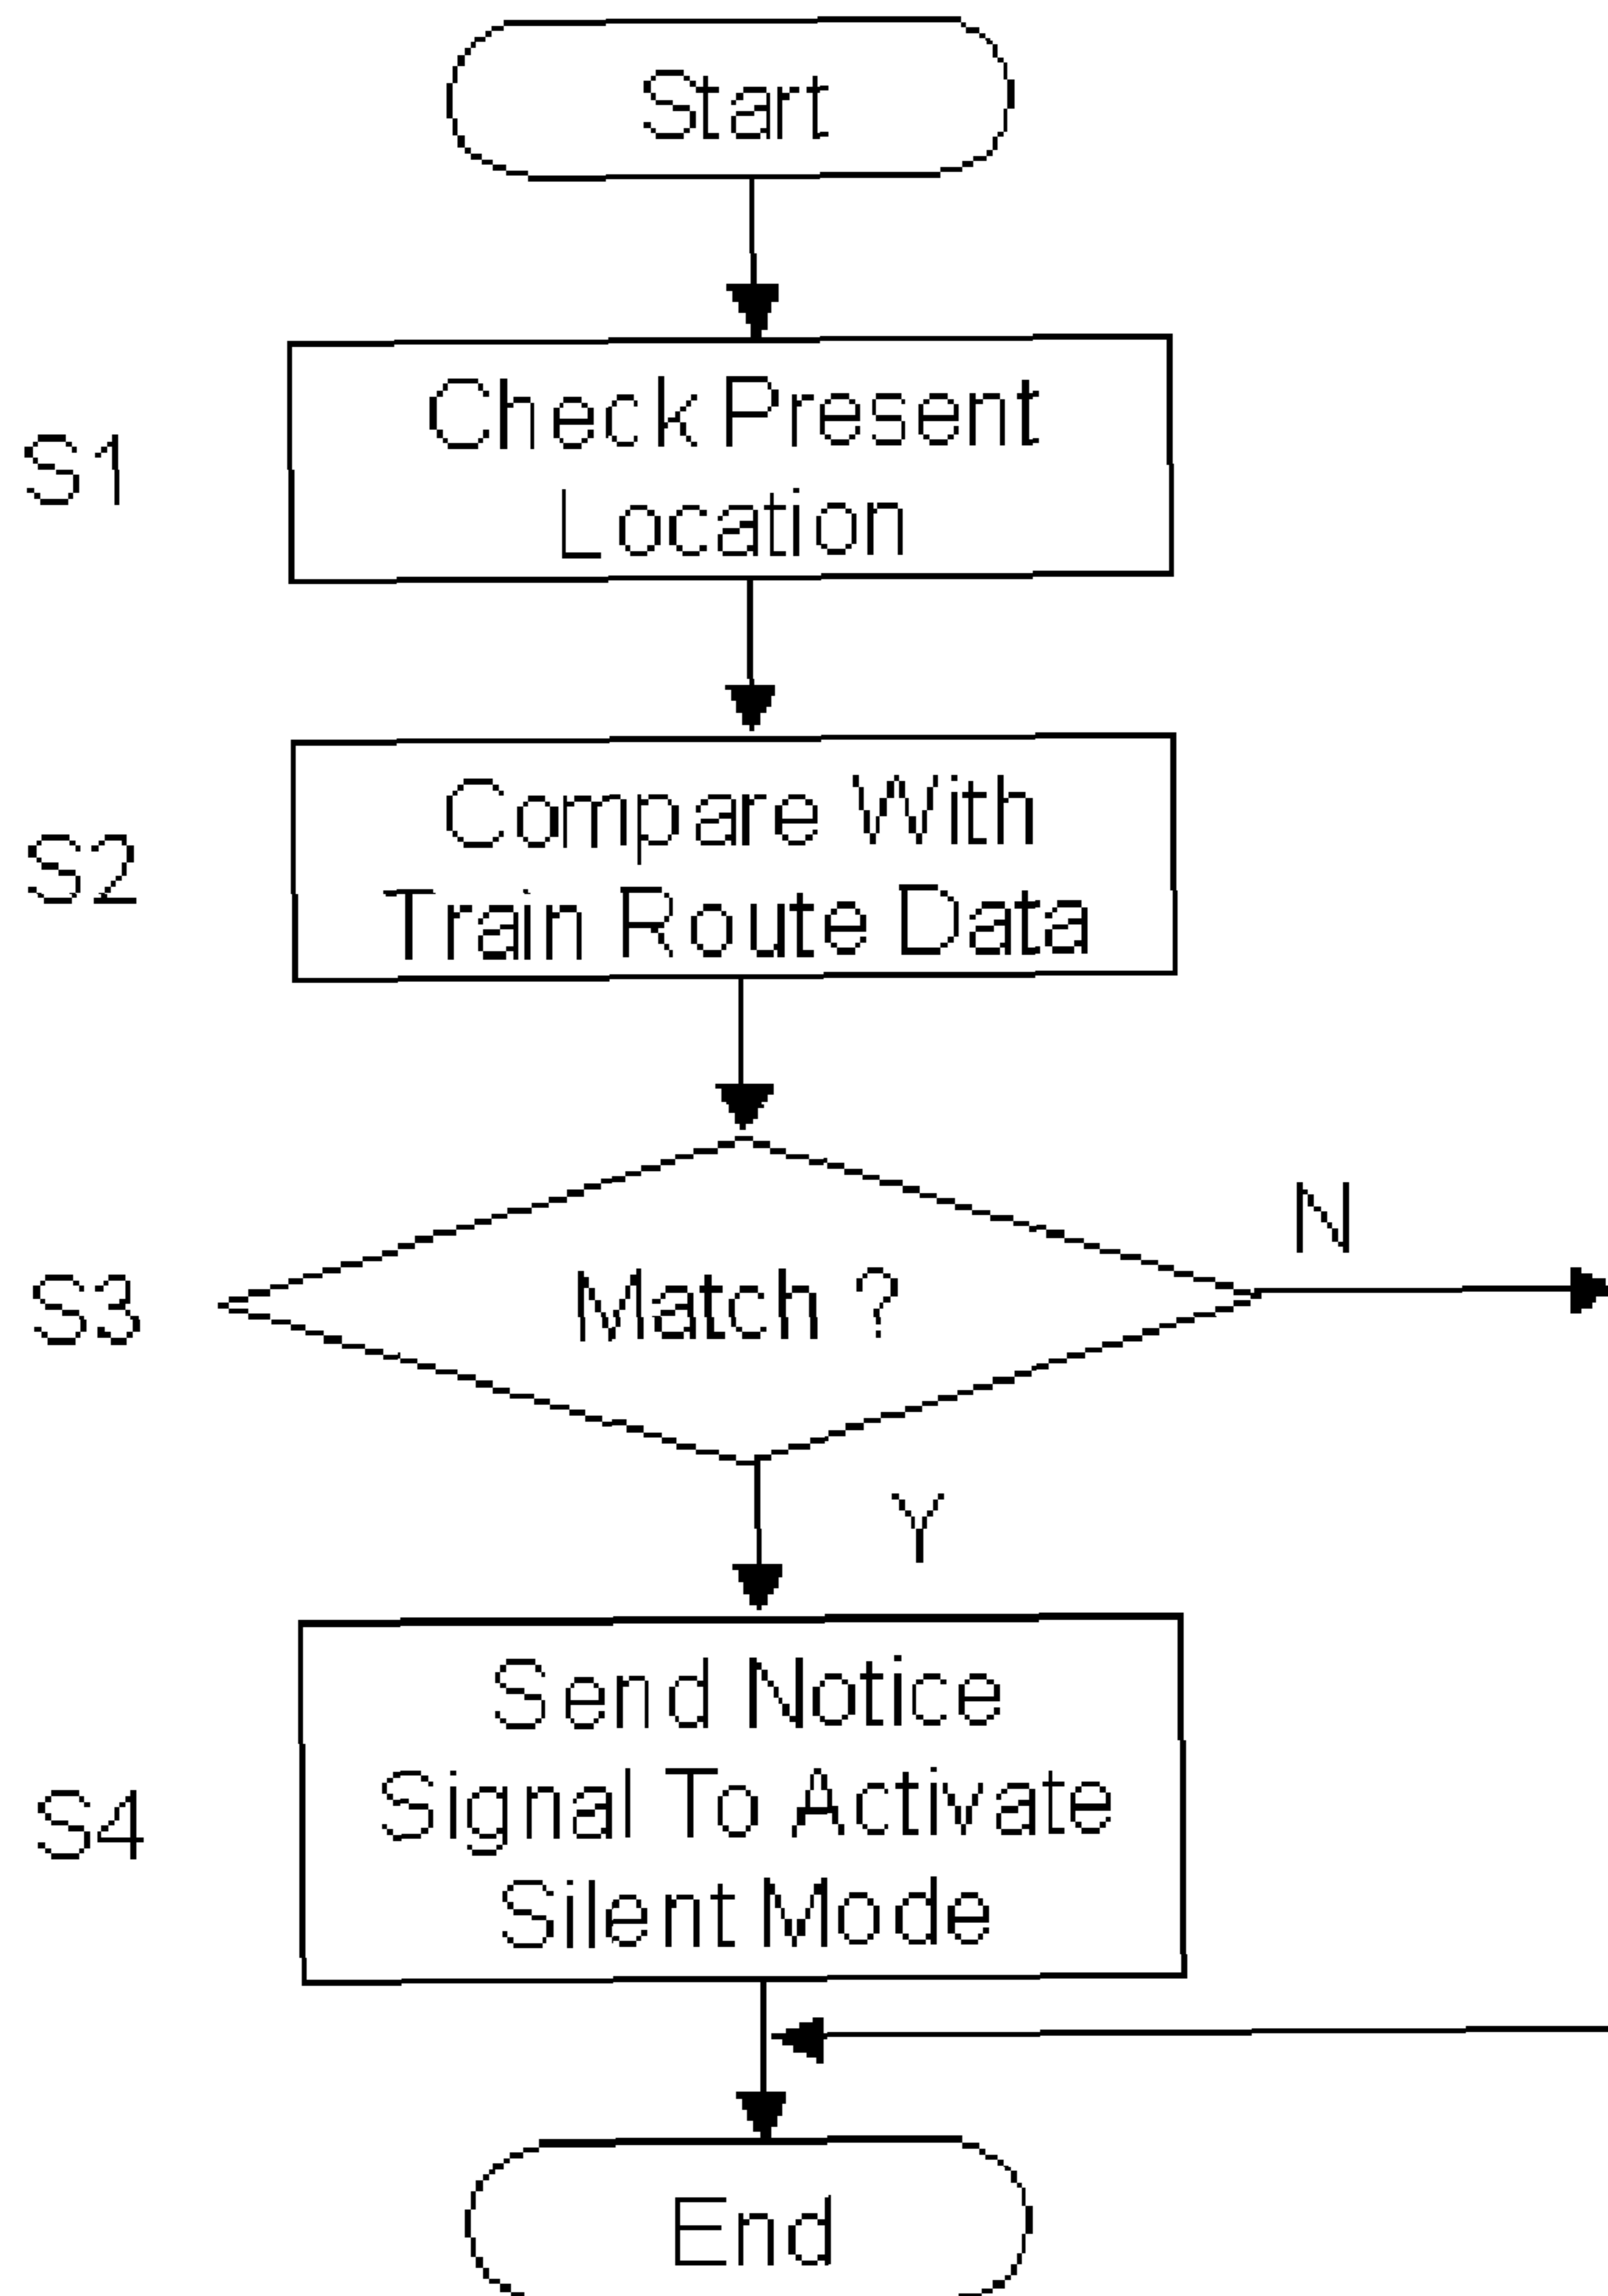 Start
S1
Check Present
Location
S2
Compare With
Train Route Data
S3
Match ?
N
Y
S4
Send Notice
Signal To Activate
Silent Mode
End